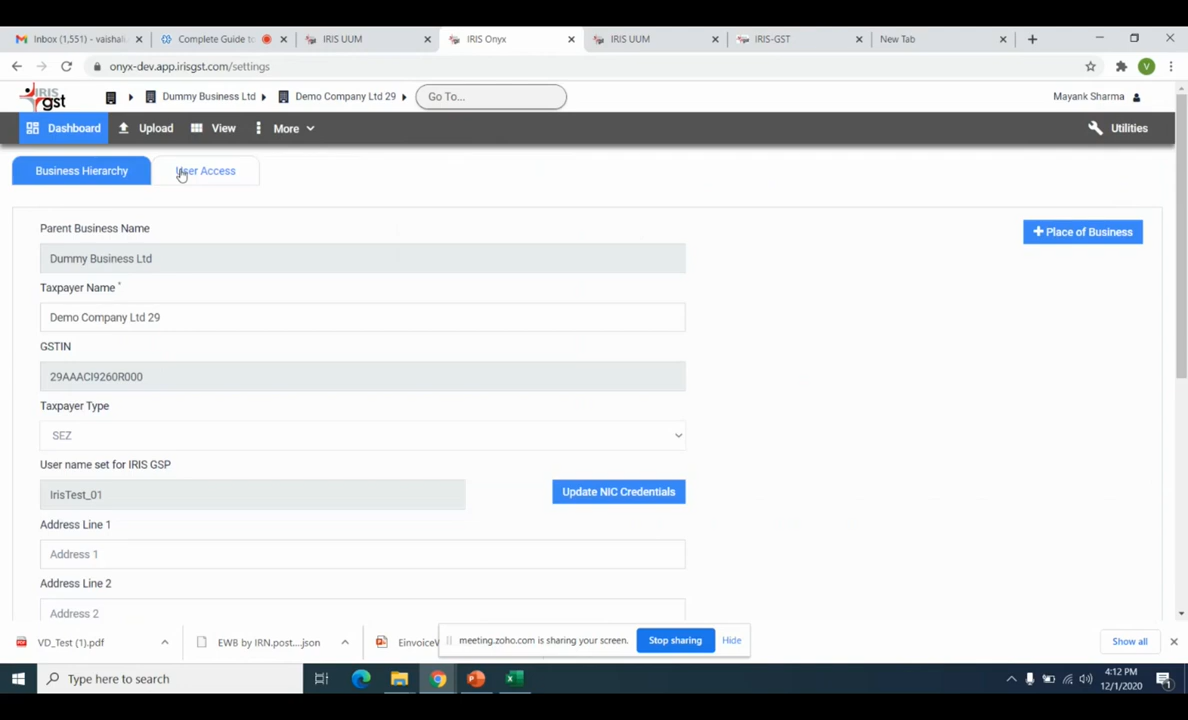 Inbox (1,551) - vaishali
Complete Guide to
IRIS UUM
IRIS Onyx
IRIS UUM
IRIS-GST
New Tab
onyx-dev.app.irisgst.com/settings
V
IRIS gst
Dummy Business Ltd
Demo Company Ltd 29
Go To...
Mayank Sharma
Dashboard
Upload
View
More
Utilities
Business Hierarchy
User Access
Parent Business Name
Place of Business
Dummy Business Ltd
Taxpayer Name *
Demo Company Ltd 29
GSTIN
29AAACI9260R000
Taxpayer Type
SEZ
User name set for IRIS GSP
IrisTest_01
Update NIC Credentials
Address Line 1
Address 1
Address Line 2
Address 2
VD_Test (1).pdf
EWB by IRN.post....json
EinvoiceW
meeting.zoho.com is sharing your screen.
Stop sharing
Hide
Show all
Type here to search
4:12 PM
12/1/2020
1